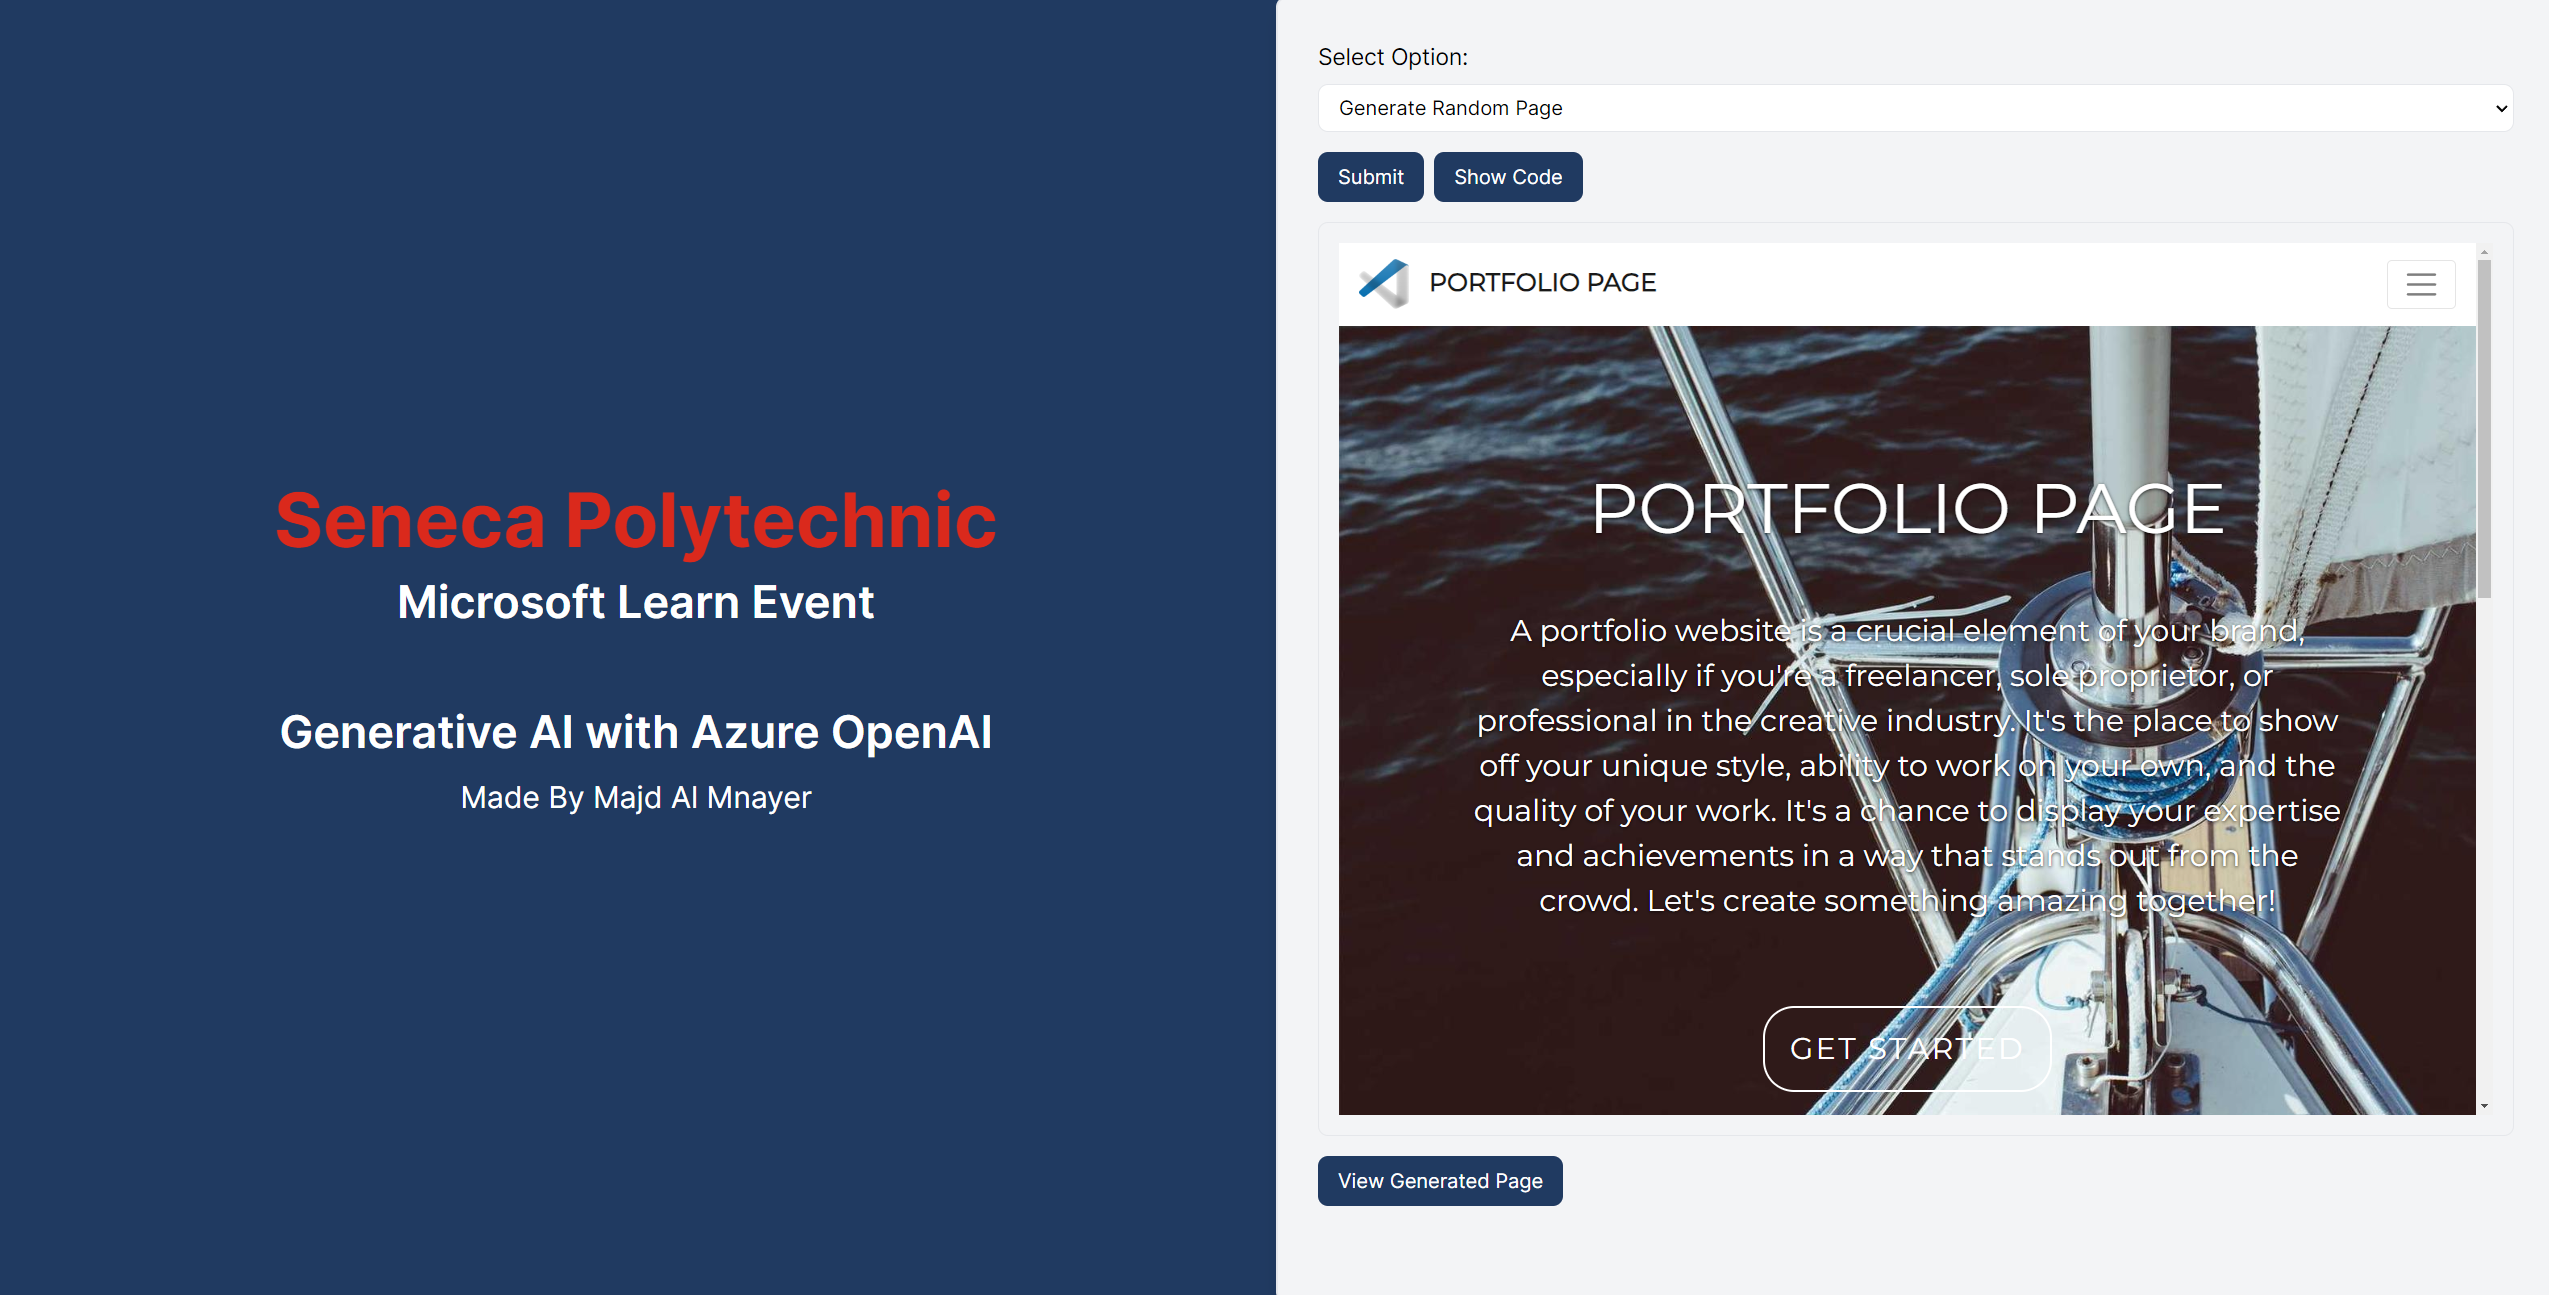 Seneca Polytechnic
Microsoft Learn Event
Generative AI with Azure OpenAI
Made By Majd Al Mnayer
Select Option:
Generate Random Page
Submit
Show Code
PORTFOLIO PAGE
PORTFOLIO PAGE
A portfolio website is a crucial element of your brand,
especially if you're a freelancer, sole proprietor, or
professional in the creative industry. It's the place to show
off your unique style, ability to work on your own, and the
quality of your work. It's a chance to display your expertise
and achievements in a way that stands out from the
crowd. Let's create something amazing together!
GET STARTED
View Generated Page